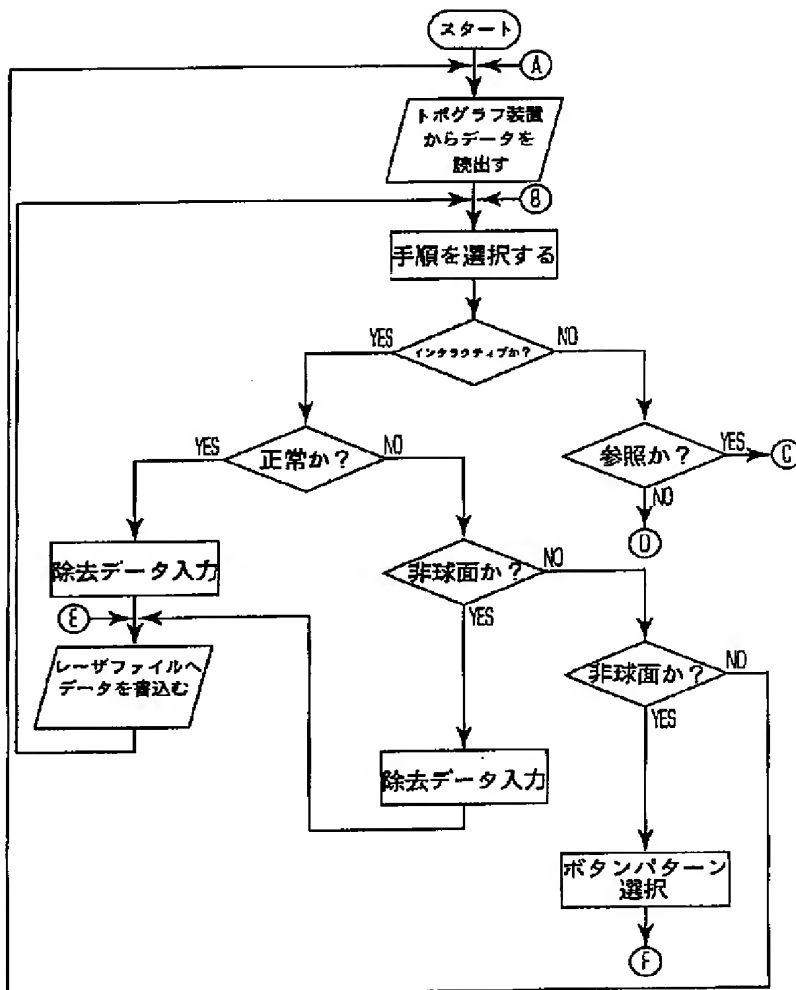 スタート
A
トポグラフ装置
からデータを
読出す
B
手順を選択する
YES
インタラクティブか?
NO
YES
正常か?
NO
参照か?
YES
C
NO
D
除去データ入力
E
レーザファイルへ
データを書込む
非球面か?
NO
YES
非球面か?
NO
YES
除去データ入力
ボタンパターン
選択
F